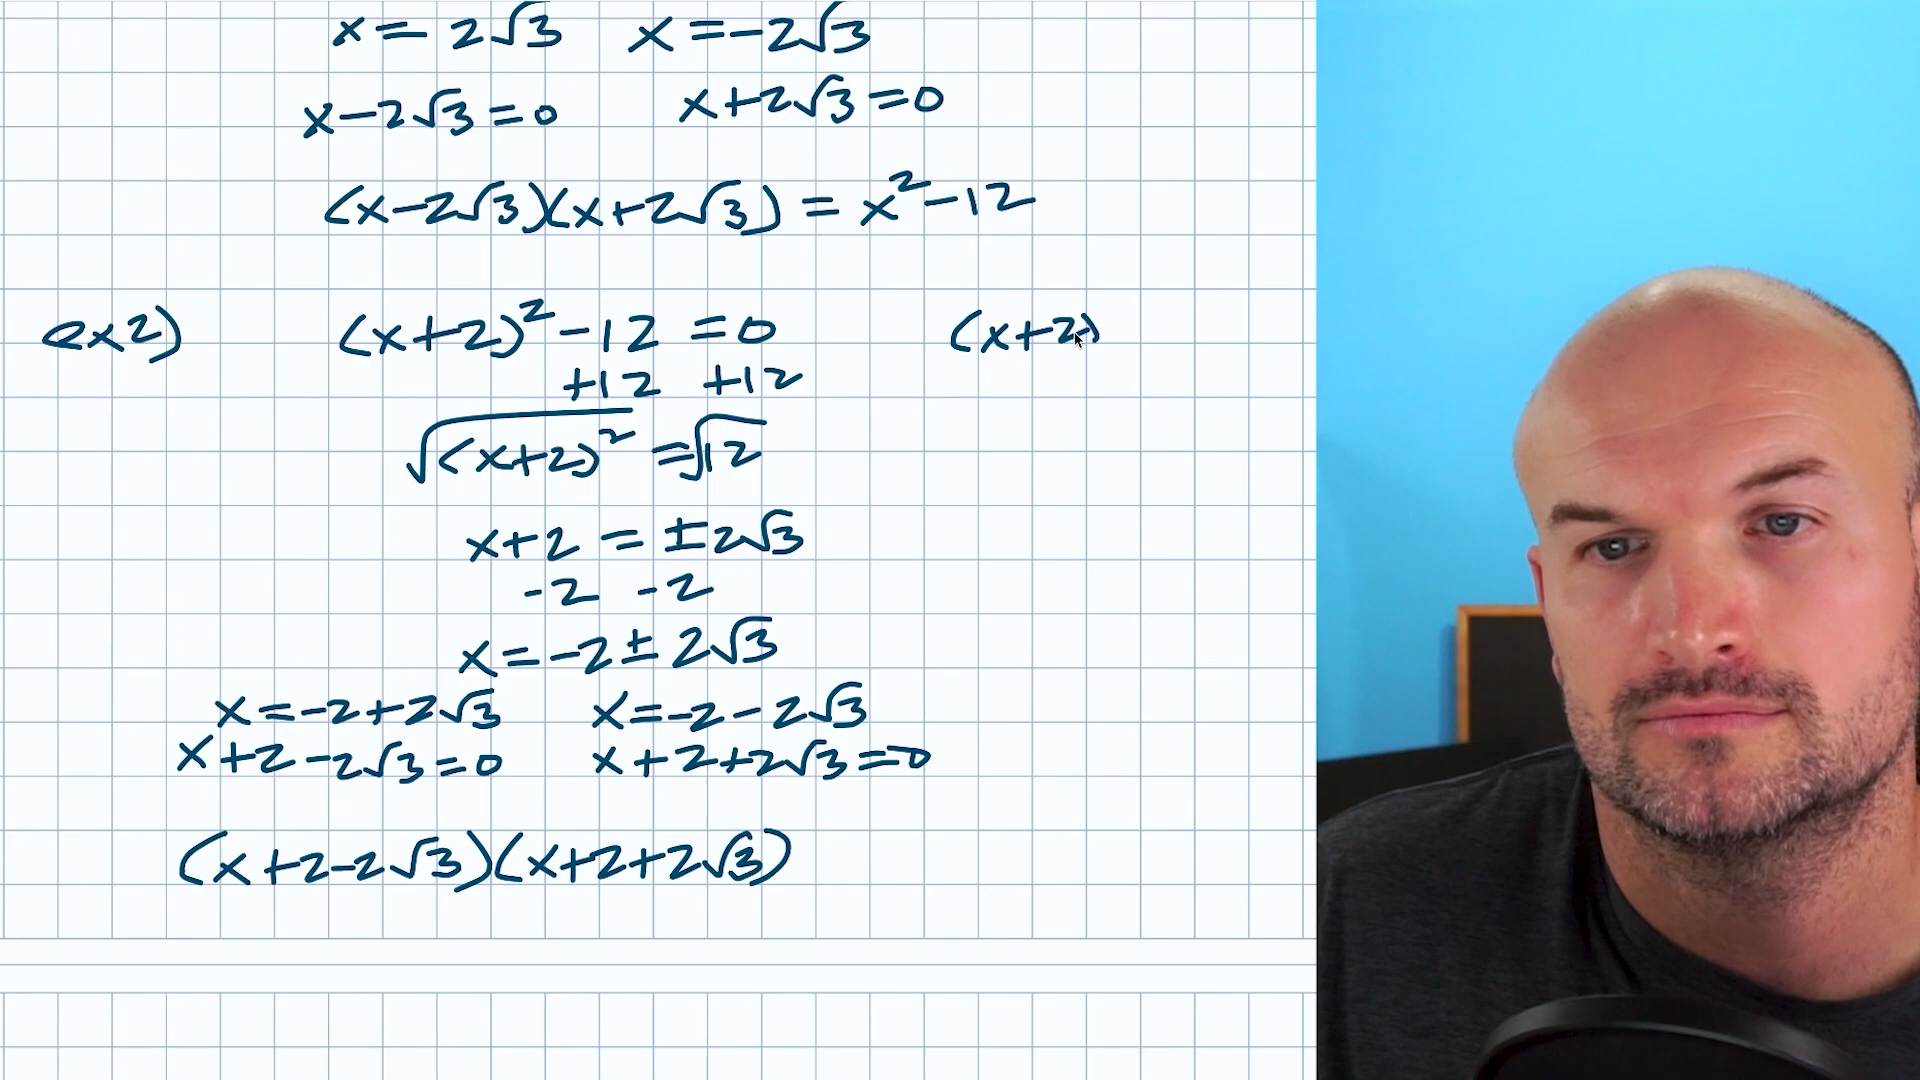 x = 2√3 x = -2√3
x - 2√3 = 0 x + 2√3 = 0
(x - 2√3)(x + 2√3) = x² - 12
ex2) (x+2)² - 12 = 0 (x+2)
+12 +12
√(x+2)² = √12
x+2 = ±2√3
-2 -2
x = -2 ± 2√3
x = -2 + 2√3 x = -2 - 2√3
x + 2 - 2√3 = 0 x + 2 + 2√3 = 0
(x + 2 - 2√3)(x + 2 + 2√3)